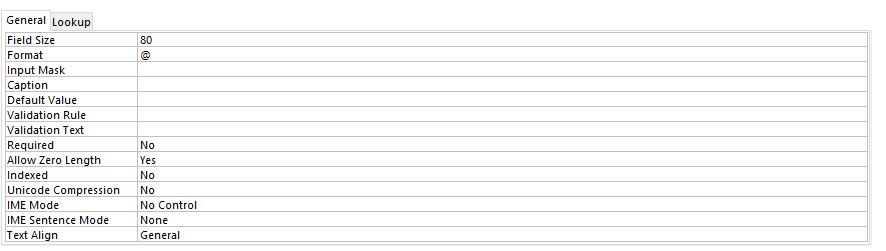 General Lookup
Field Size 80
Format @
Input Mask
Caption
Default Value
Validation Rule
Validation Text
Required No
Allow Zero Length Yes
Indexed No
Unicode Compression No
IME Mode No Control
IME Sentence Mode None
Text Align General